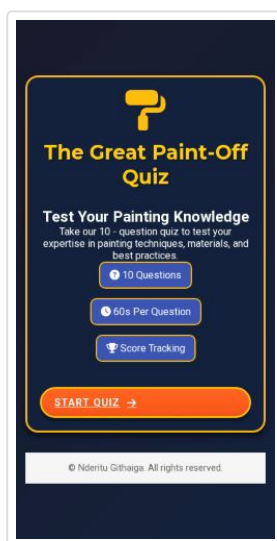 The Great Paint-Off
Quiz
Test Your Painting Knowledge
Take our 10 - question quiz to test your
expertise in painting techniques, materials, and
best practices.
10 Questions
60s Per Question
Score Tracking
START QUIZ →
© Nderitu Githaiga. All rights reserved.